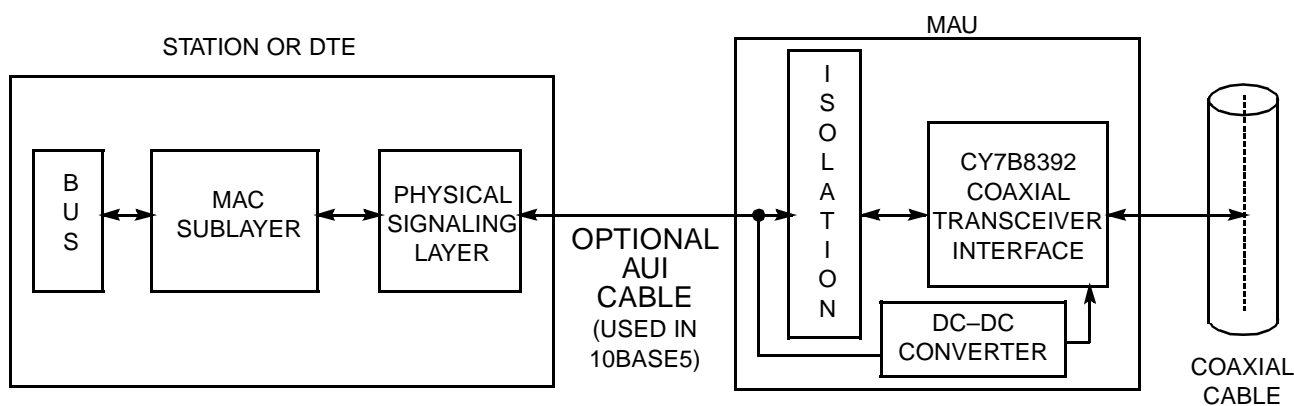 STATION OR DTE
B
U
S
MAC
SUBLAYER
PHYSICAL
SIGNALING
LAYER
OPTIONAL
AUI
CABLE
(USED IN
10BASE5)
MAU
I
S
O
L
A
T
I
O
N
CY7B8392
COAXIAL
TRANSCEIVER
INTERFACE
DC–DC
CONVERTER
COAXIAL
CABLE